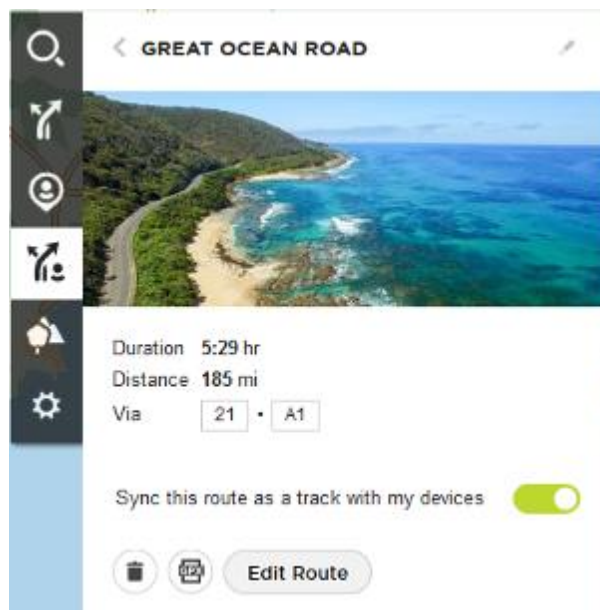 GREAT OCEAN ROAD
Duration 5:29 hr
Distance 185 mi
Via 21 • A1
Sync this route as a track with my devices
Edit Route